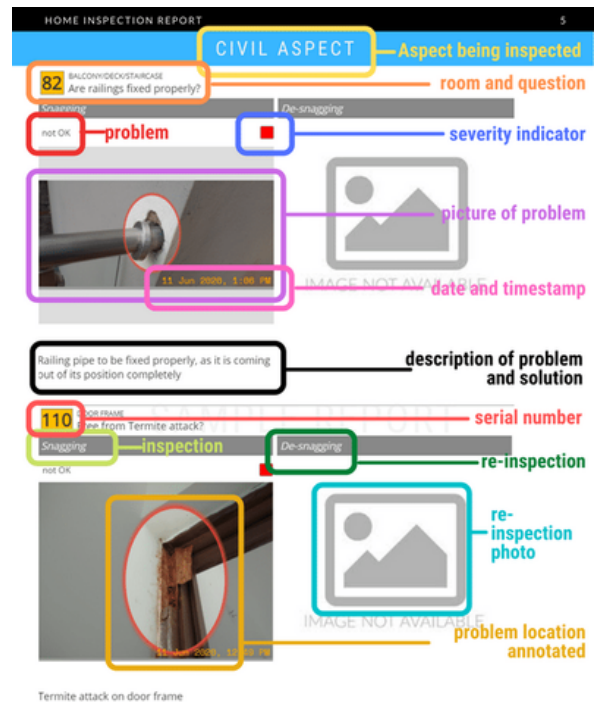 HOME INSPECTION REPORT 5
CIVIL ASPECT
Aspect being inspected
82 BALCONY/DECK/STAIRCASE
Are railings fixed properly?
room and question
Snagging De-snagging
not OK
problem
severity indicator
picture of problem
11 Jun 2020, 1:06 PM
IMAGE NOT AVAILABLE
date and timestamp
Railing pipe to be fixed properly, as it is coming
out of its position completely
description of problem
and solution
SAMPLE REPORT
110 DOOR FRAME
Free from Termite attack?
serial number
Snagging
inspection
De-snagging
re-inspection
not OK
re-
inspection
photo
IMAGE NOT AVAILABLE
11 Jun 2020, PM
problem location
annotated
Termite attack on door frame